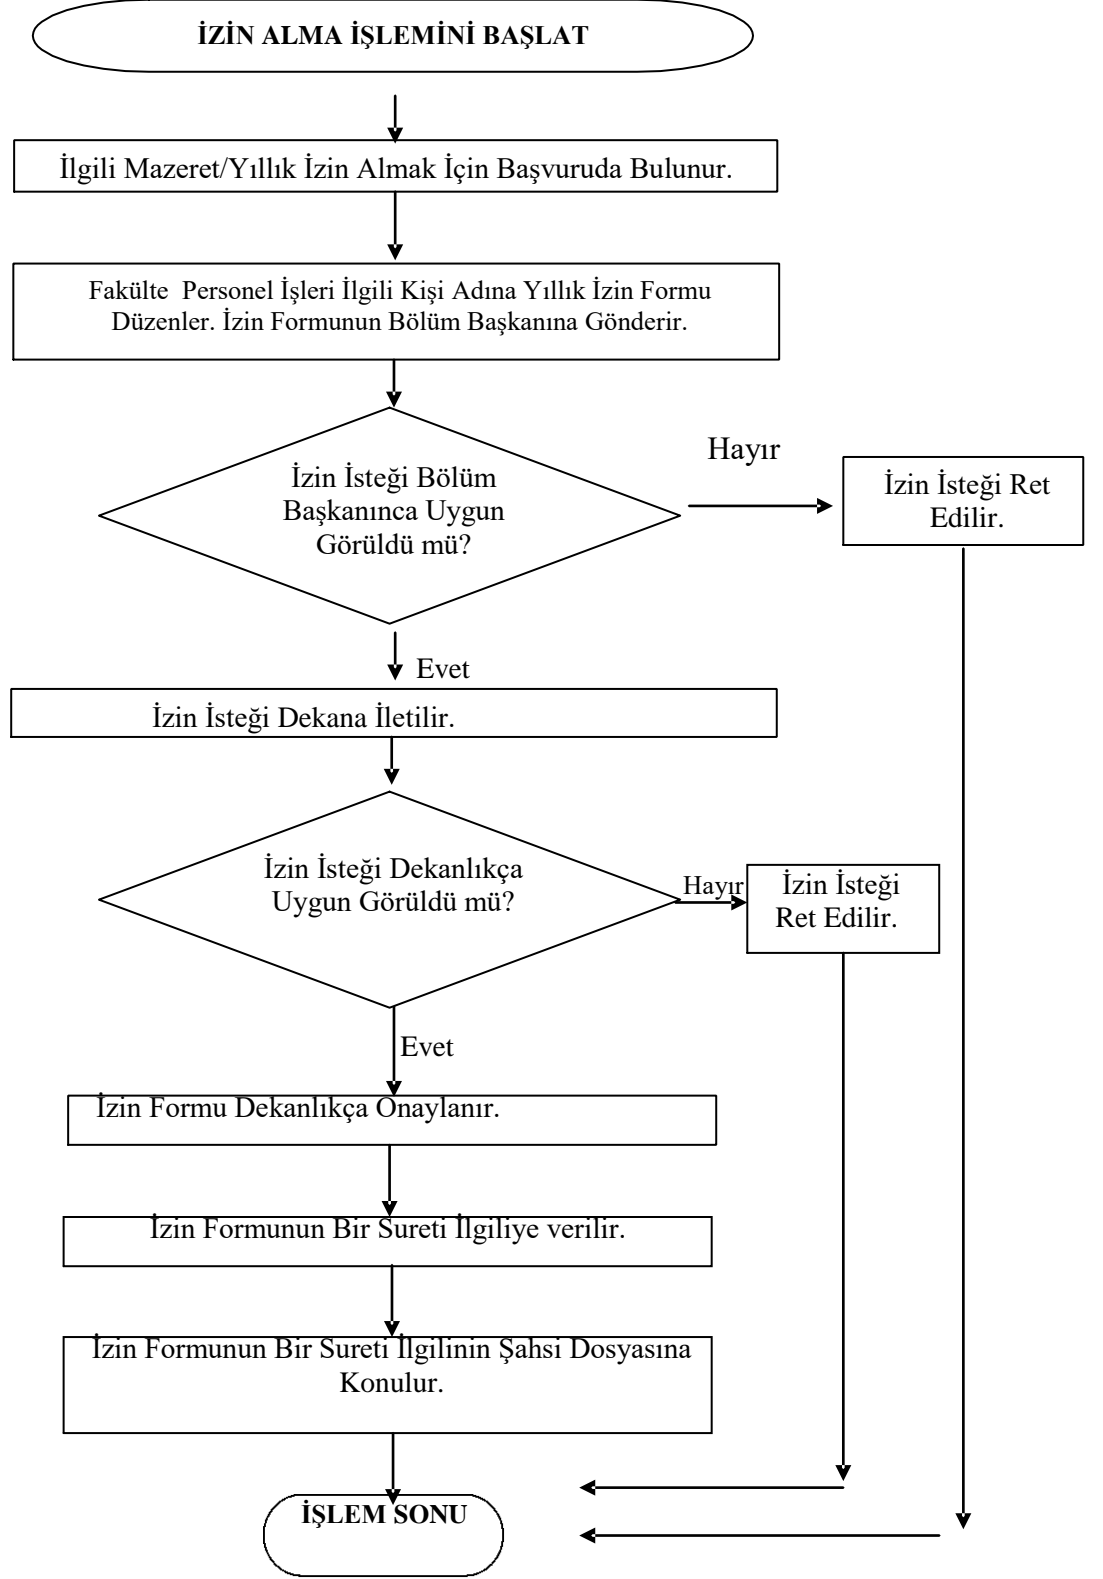 İZİN ALMA İŞLEMİNİ BAŞLAT
İlgili Mazeret/Yıllık İzin Almak İçin Başvuruda Bulunur.
Fakülte Personel İşleri İlgili Kişi Adına Yıllık İzin Formu
Düzenler. İzin Formunun Bölüm Başkanına Gönderir.
İzin İsteği Bölüm
Başkanınca Uygun
Görüldü mü?
Hayır
İzin İsteği Ret
Edilir.
Evet
İzin İsteği Dekana İletilir.
İzin İsteği Dekanlıkça
Uygun Görüldü mü?
Hayır
İzin İsteği
Ret Edilir.
Evet
İzin Formu Dekanlıkça Onaylanır.
İzin Formunun Bir Sureti İlgiliye verilir.
İzin Formunun Bir Sureti İlgilinin Şahsi Dosyasına
Konulur.
İŞLEM SONU